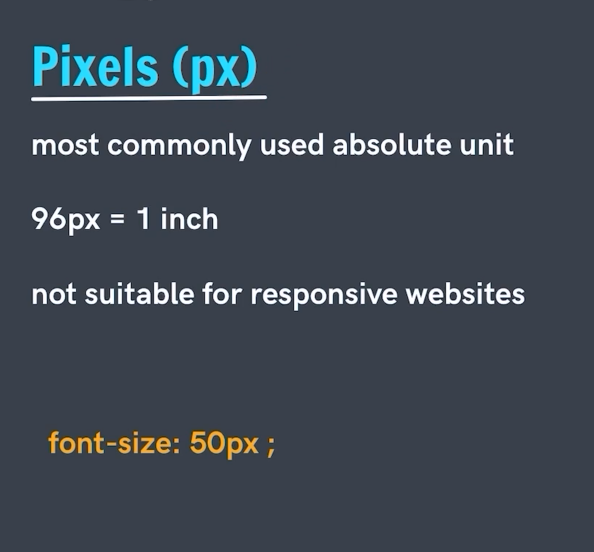 Pixels (px)
most commonly used absolute unit
96px = 1 inch
not suitable for responsive websites
font-size: 50px ;